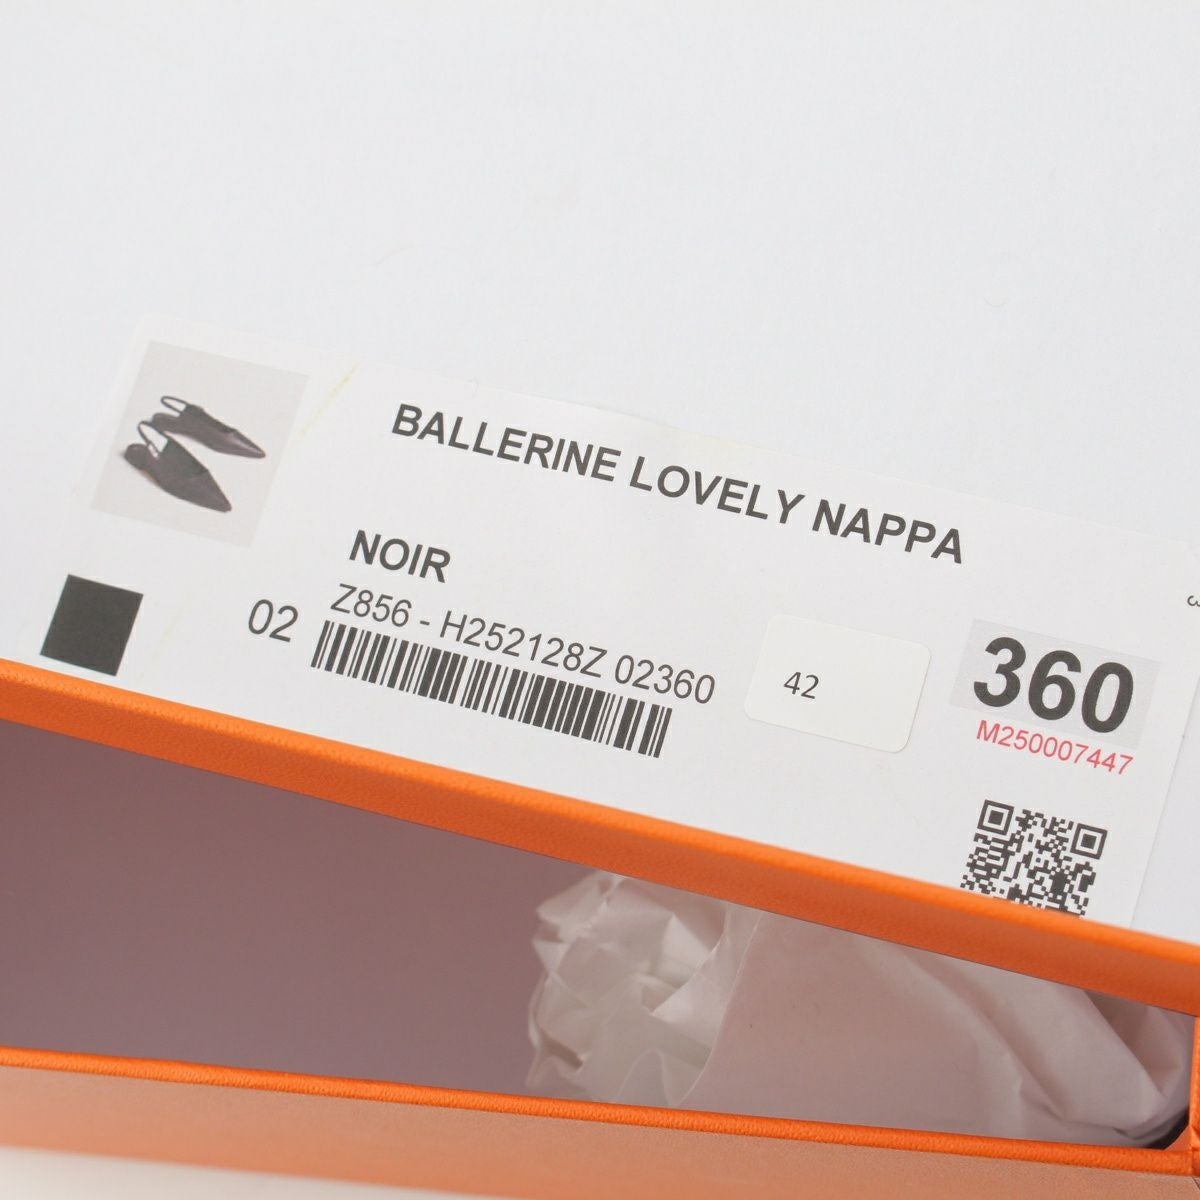 BALLERINE LOVELY NAPPA
NOIR
Z856 - H252128Z 02360
02
42
360
M250007447